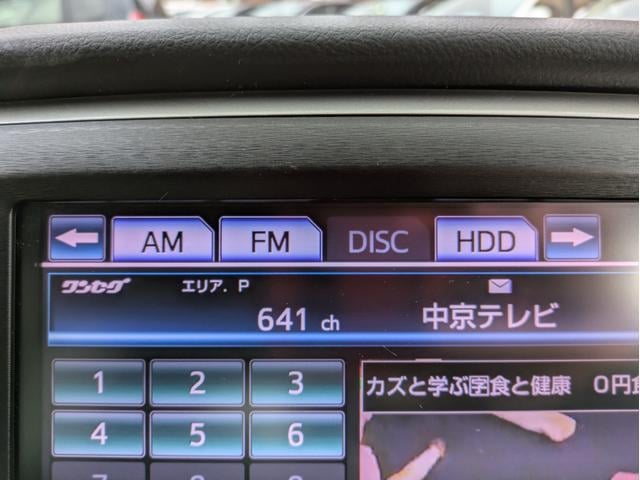 AM FM DISC HDD
ワンセグ エリア. P
641 ch 中京テレビ
1 2 3
カズと学ぶ 字 食と健康 0円食
4 5 6